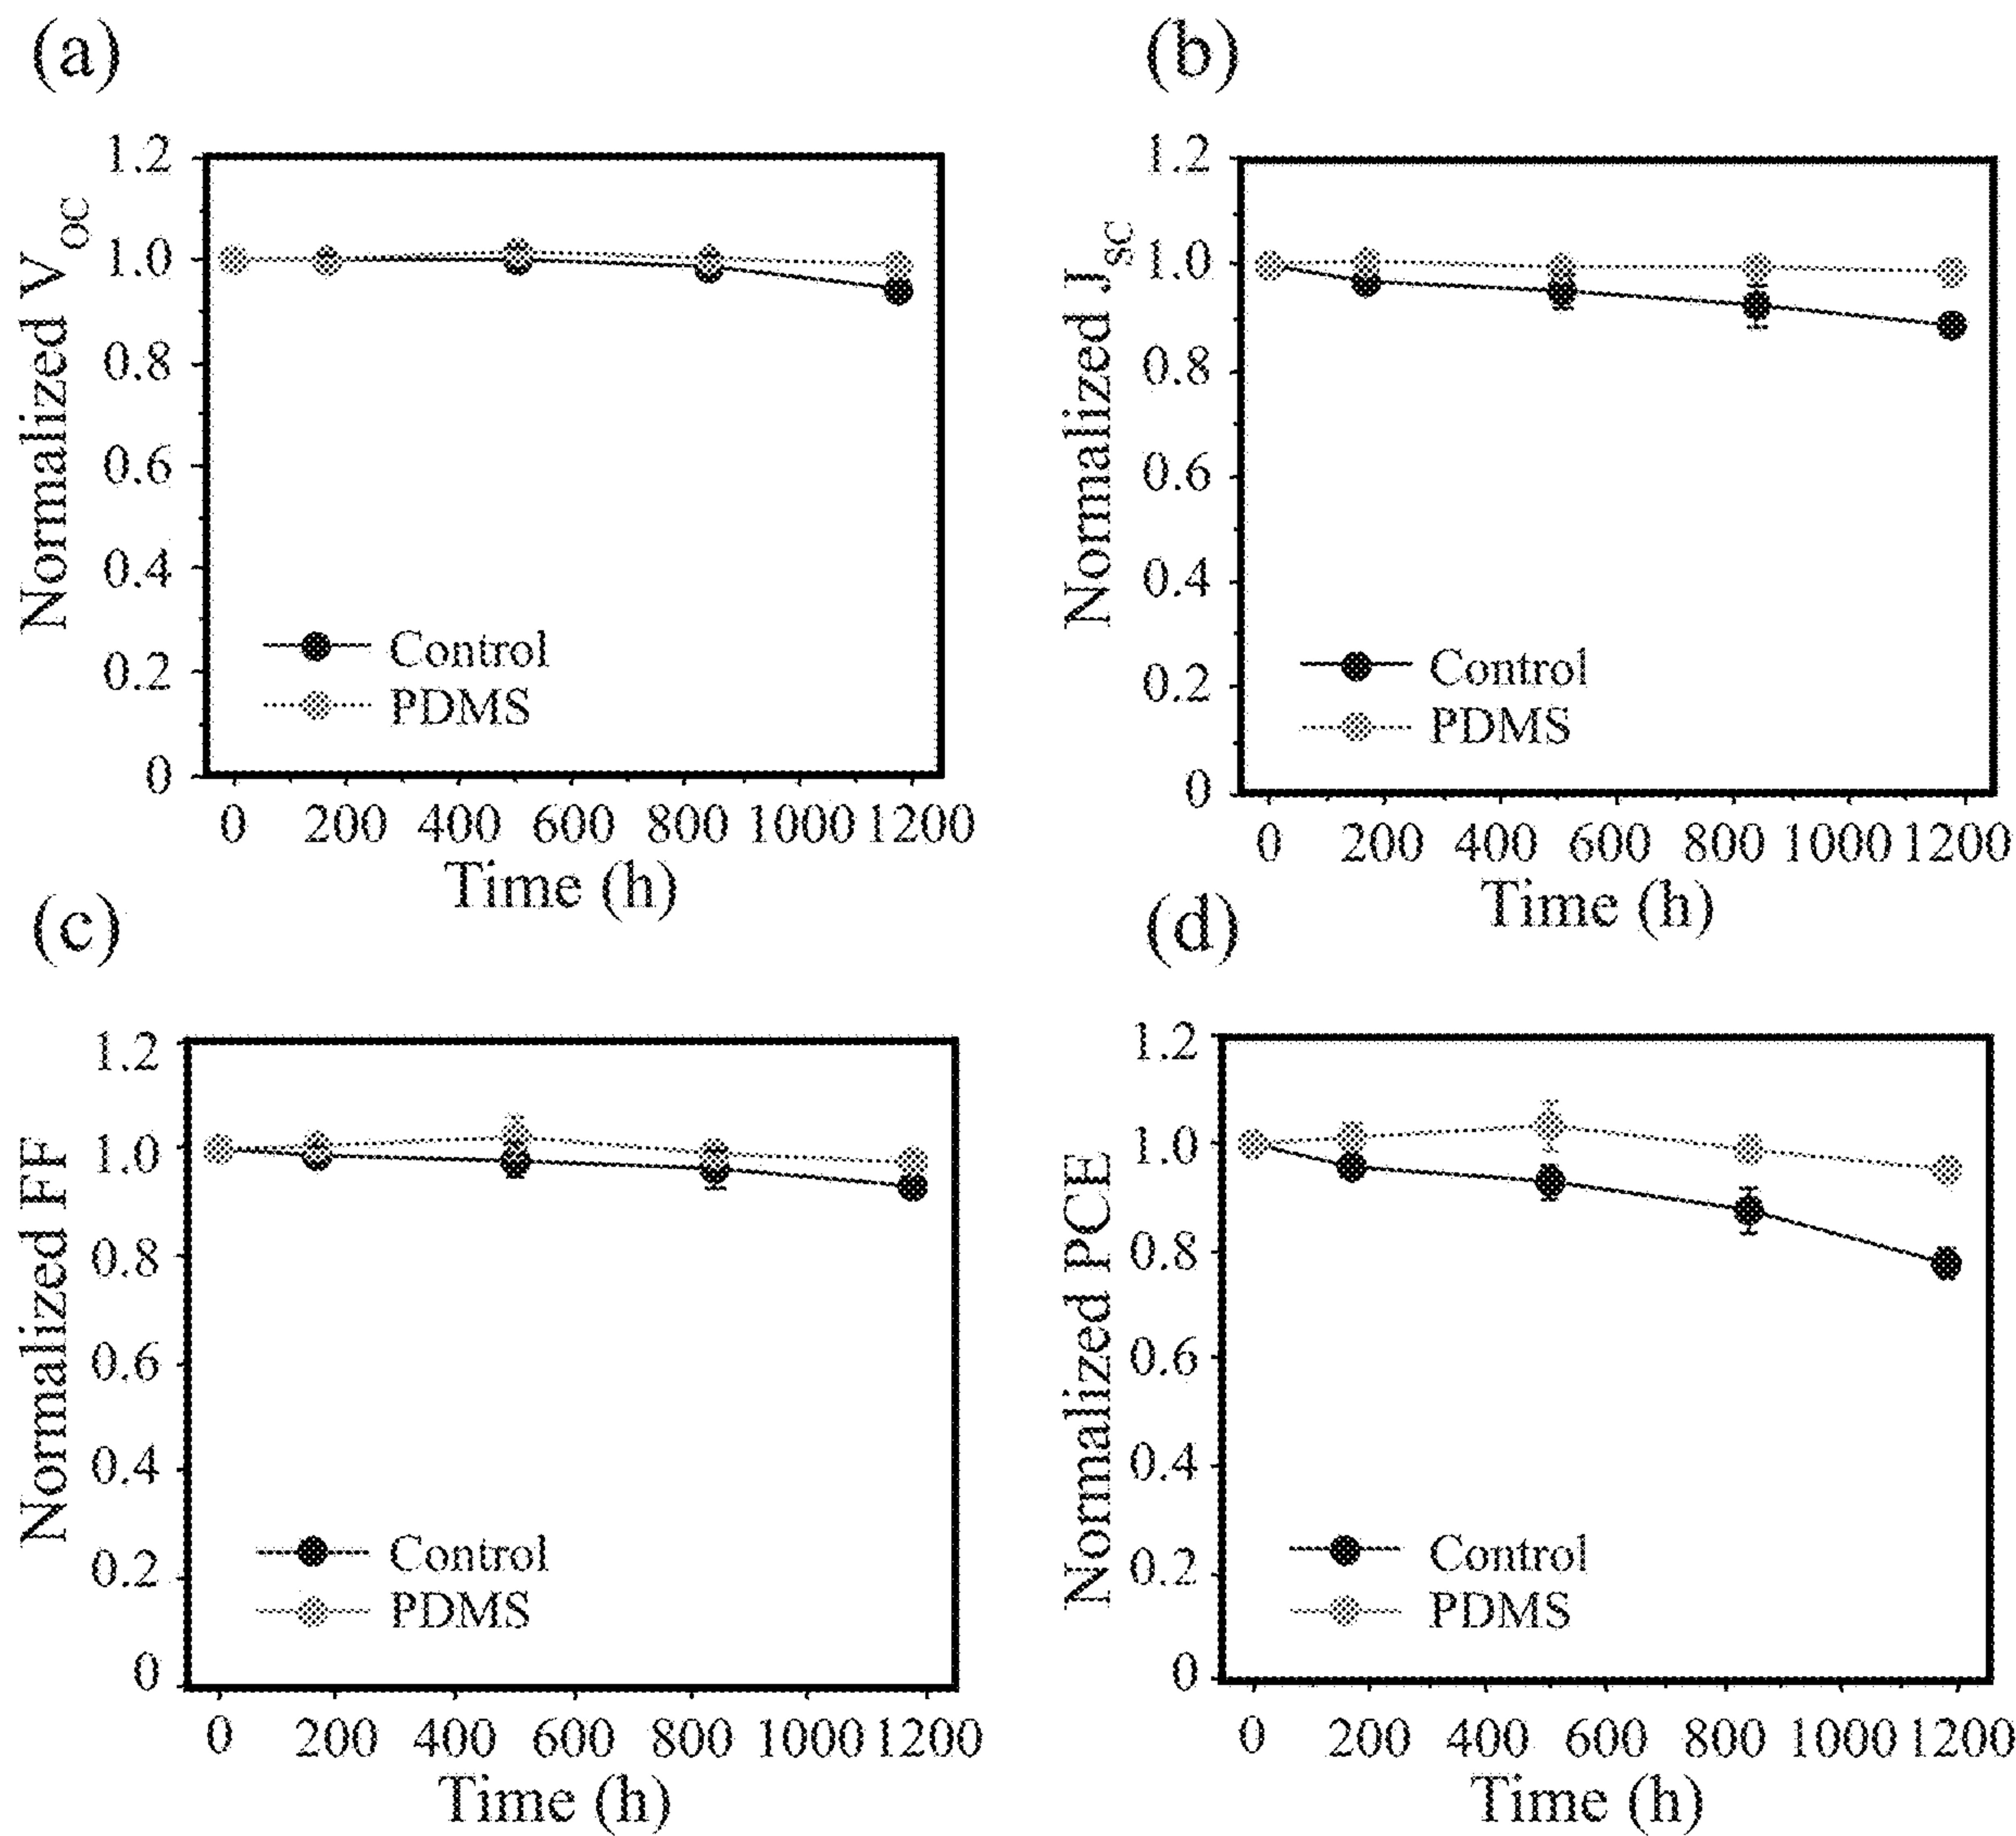 (a)
Normalized V_OC
1.2
1.0
0.8
0.6
0.4
0.2
0
Control
PDMS
0 200 400 600 800 1000 1200
Time (h)
(b)
Normalized J_SC
1.2
1.0
0.8
0.6
0.4
0.2
0
Control
PDMS
0 200 400 600 800 1000 1200
Time (h)
(c)
Normalized FF
1.2
1.0
0.8
0.6
0.4
0.2
0
Control
PDMS
0 200 400 600 800 1000 1200
Time (h)
(d)
Normalized PCE
1.2
1.0
0.8
0.6
0.4
0.2
0
Control
PDMS
0 200 400 600 800 1000 1200
Time (h)